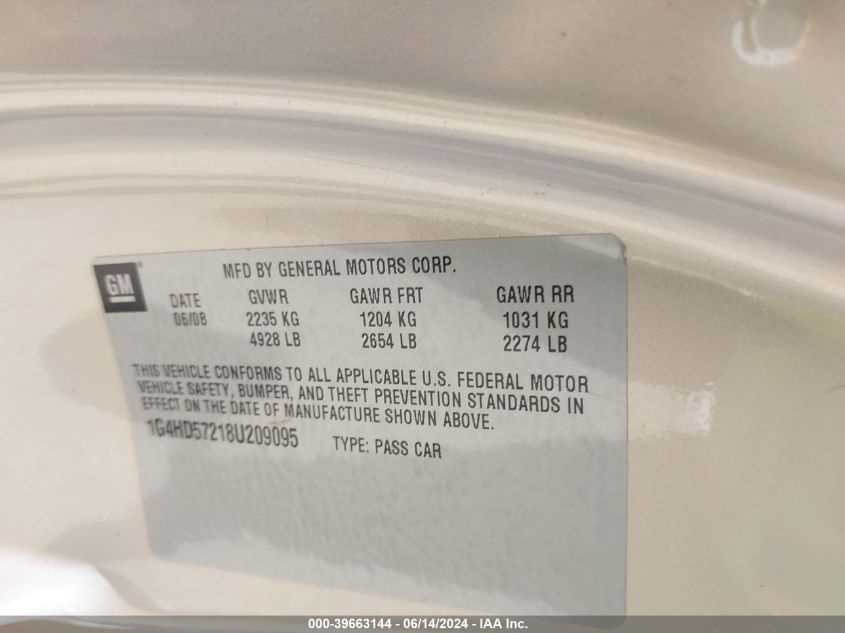 GM
MFD BY GENERAL MOTORS CORP.
DATE GVWR GAWR FRT GAWR RR
06/08 2235 KG 1204 KG 1031 KG
4928 LB 2654 LB 2274 LB
THIS VEHICLE CONFORMS TO ALL APPLICABLE U.S. FEDERAL MOTOR
VEHICLE SAFETY, BUMPER, AND THEFT PREVENTION STANDARDS IN
EFFECT ON THE DATE OF MANUFACTURE SHOWN ABOVE.
1G4HD57218U209095 TYPE: PASS CAR
000-39663144 - 06/14/2024 - IAA Inc.